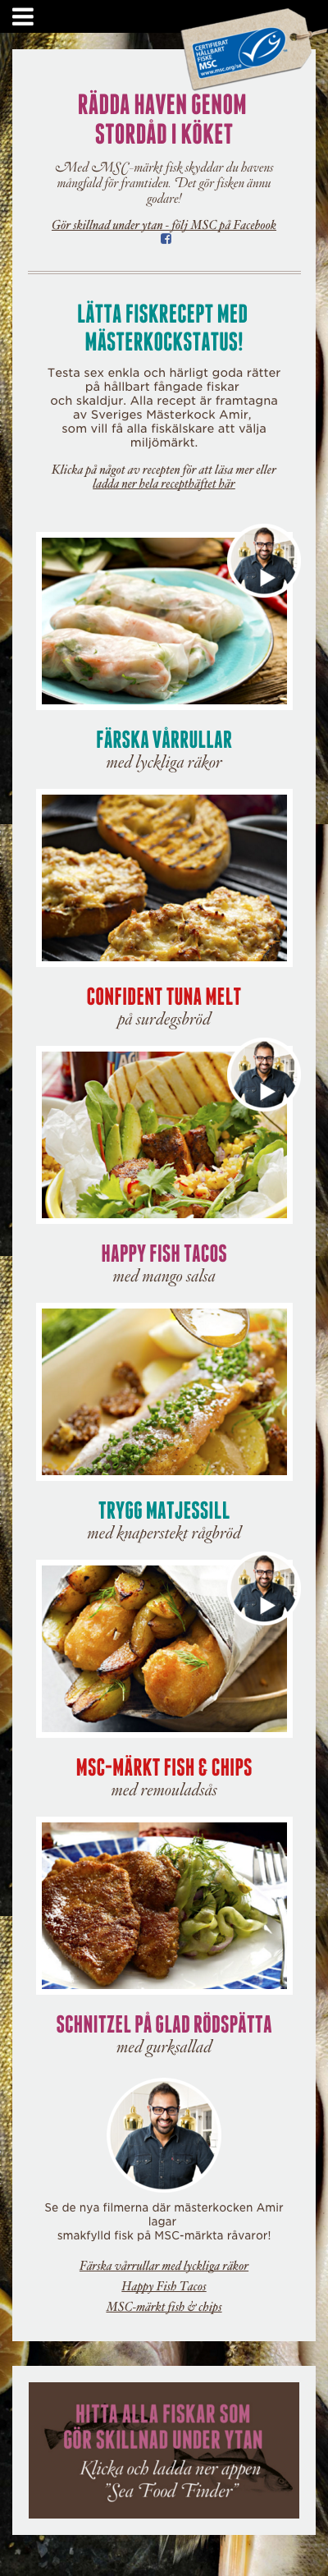 CERTIFIERAT
HÅLLBART
FISKE
MSC
www.msc.org/se
RÄDDA HAVEN GENOM
STORDÅD I KÖKET
Med MSC-märkt fisk skyddar du havens
mångfald för framtiden. Det gör fisken ännu
godare!
Gör skillnad under ytan - följ MSC på Facebook
LÄTTA FISKRECEPT MED
MÄSTERKOCKSTATUS!
Testa sex enkla och härligt goda rätter
på hållbart fångade fiskar
och skaldjur. Alla recept är framtagna
av Sveriges Mästerkock Amir,
som vill få alla fiskälskare att välja
miljömärkt.
Klicka på något av recepten för att läsa mer eller
ladda ner hela recepthäftet här
FÄRSKA VÅRRULLAR
med lyckliga räkor
CONFIDENT TUNA MELT
på surdegsbröd
HAPPY FISH TACOS
med mango salsa
TRYGG MATJESSILL
med knaperstekt rågbröd
MSC-MÄRKT FISH & CHIPS
med remouladsås
SCHNITZEL PÅ GLAD RÖDSPÄTTA
med gurksallad
Se de nya filmerna där mästerkocken Amir
lagar
smakfylld fisk på MSC-märkta råvaror!
Färska vårrullar med lyckliga räkor
Happy Fish Tacos
MSC-märkt fish & chips
HITTA ALLA FISKAR SOM
GÖR SKILLNAD UNDER YTAN
Klicka och ladda ner appen
"Sea Food Finder"